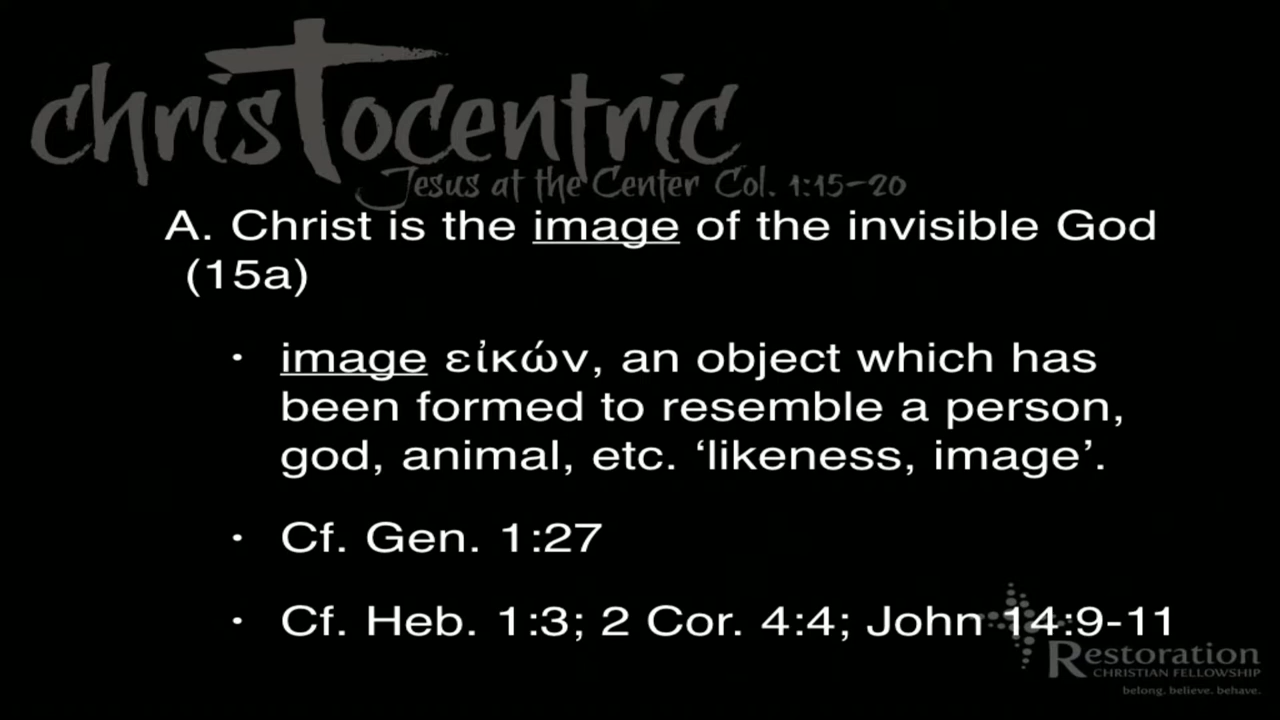 chrisTocentric
Jesus at the Center Col. 1:15-20
A. Christ is the image of the invisible God
(15a)
• image εἰκών, an object which has
been formed to resemble a person,
god, animal, etc. ‘likeness, image’.
• Cf. Gen. 1:27
• Cf. Heb. 1:3; 2 Cor. 4:4; John 14:9-11
Restoration
CHRISTIAN FELLOWSHIP
belong. believe. behave.